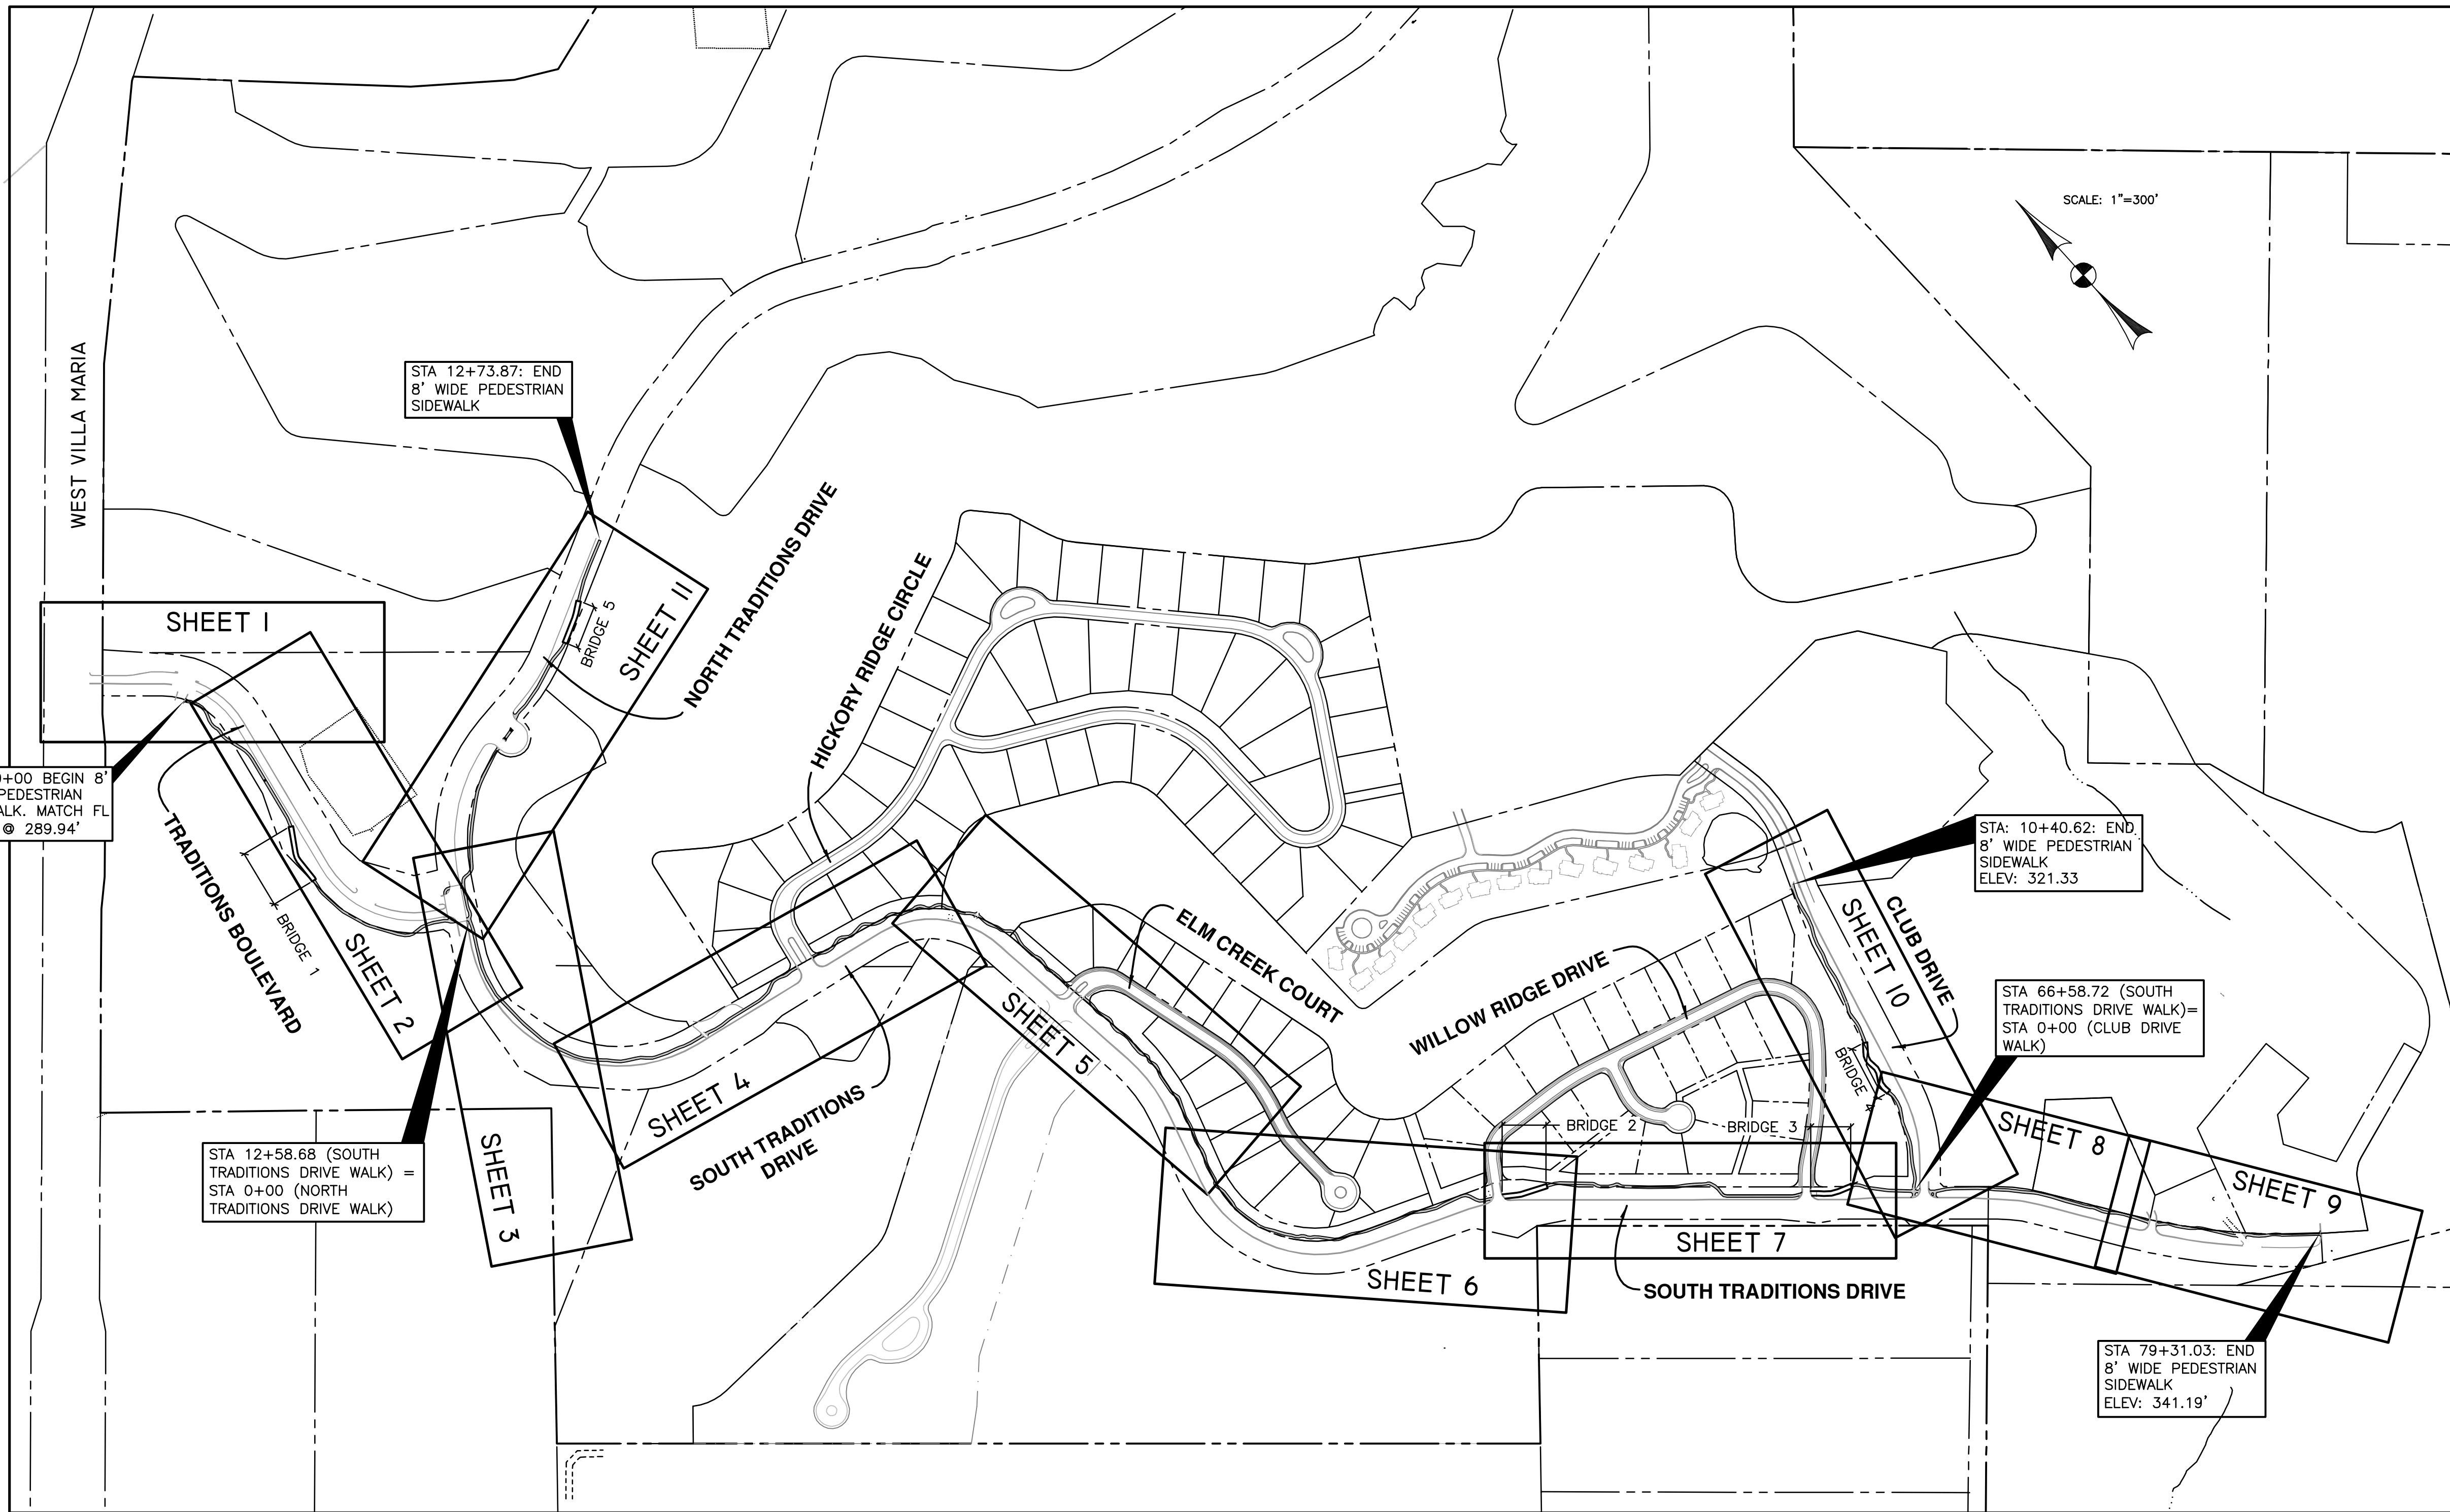 SCALE: 1"=300'
WEST VILLA MARIA
STA 12+73.87: END
8' WIDE PEDESTRIAN
SIDEWALK
SHEET 1
SHEET 11
BRIDGE 5
NORTH TRADITIONS DRIVE
HICKORY RIDGE CIRCLE
+00 BEGIN 8'
PEDESTRIAN
ALK. MATCH FL
@ 289.94'
TRADITIONS BOULEVARD
BRIDGE 1
SHEET 2
STA 12+58.68 (SOUTH
TRADITIONS DRIVE WALK) =
STA 0+00 (NORTH
TRADITIONS DRIVE WALK)
SHEET 3
SHEET 4
SOUTH TRADITIONS
DRIVE
SHEET 5
ELM CREEK COURT
WILLOW RIDGE DRIVE
BRIDGE 2
BRIDGE 3
SHEET 6
SHEET 7
SOUTH TRADITIONS DRIVE
STA: 10+40.62: END
8' WIDE PEDESTRIAN
SIDEWALK
ELEV: 321.33
SHEET 10
CLUB DRIVE
BRIDGE 4
STA 66+58.72 (SOUTH
TRADITIONS DRIVE WALK)=
STA 0+00 (CLUB DRIVE
WALK)
SHEET 8
SHEET 9
STA 79+31.03: END
8' WIDE PEDESTRIAN
SIDEWALK
ELEV: 341.19'